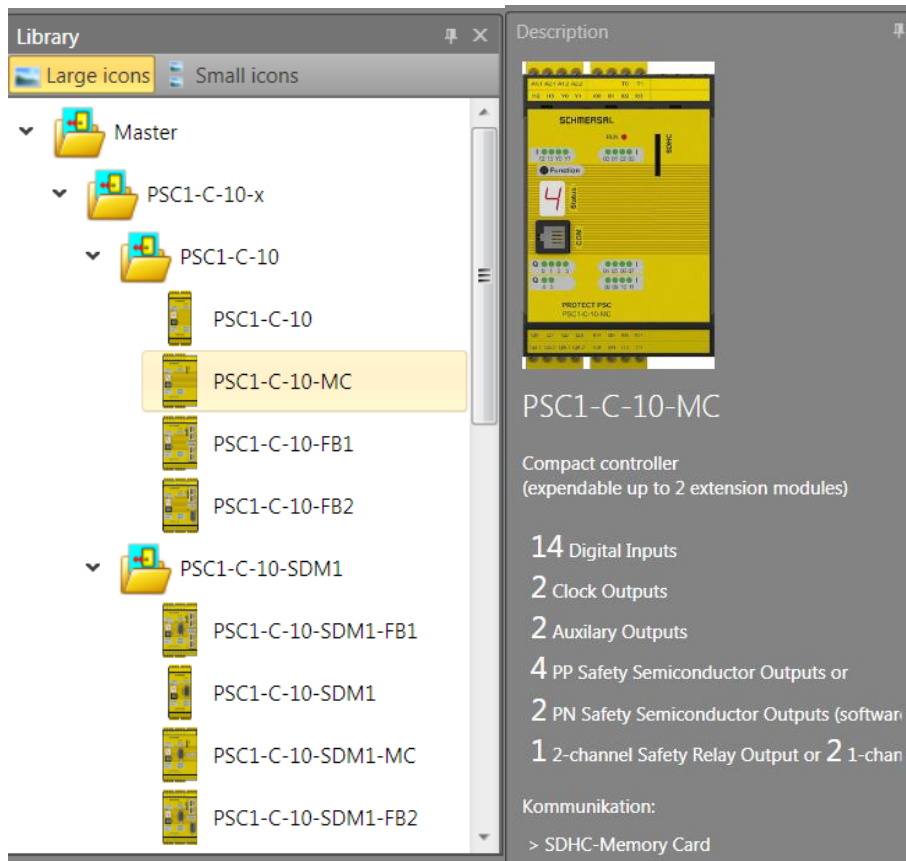 Library
Large icons
Small icons
Master
PSC1-C-10-x
PSC1-C-10
PSC1-C-10
PSC1-C-10-MC
PSC1-C-10-FB1
PSC1-C-10-FB2
PSC1-C-10-SDM1
PSC1-C-10-SDM1-FB1
PSC1-C-10-SDM1
PSC1-C-10-SDM1-MC
PSC1-C-10-SDM1-FB2
Description
SCHMERSAL
RUN
SDHC
Function
4
Status
COM
PROTECT PSC
PSC1-C-10-MC
PSC1-C-10-MC
Compact controller
(expendable up to 2 extension modules)
14 Digital Inputs
2 Clock Outputs
2 Auxilary Outputs
4 PP Safety Semiconductor Outputs or
2 PN Safety Semiconductor Outputs (softwar
1 2-channel Safety Relay Output or 2 1-chan
Kommunikation:
> SDHC-Memory Card